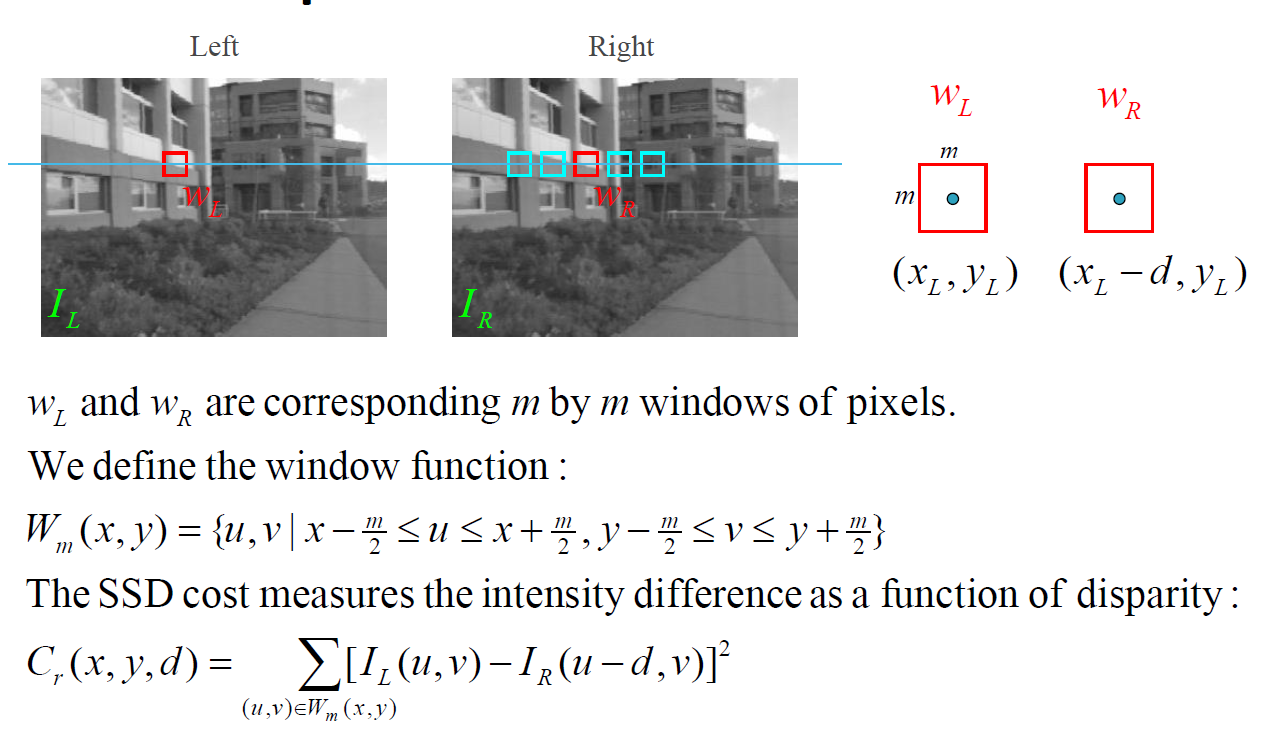 Left
Right
w_L
w_R
I_L
I_R
w_L
w_R
m
m
(x_L, y_L)
(x_L − d, y_L)
w_L and w_R are corresponding m by m windows of pixels.
We define the window function :
W_m(x, y) = {u, v | x − m/2 ≤ u ≤ x + m/2, y − m/2 ≤ v ≤ y + m/2}
The SSD cost measures the intensity difference as a function of disparity :
C_r(x, y, d) = ∑_{(u,v)∈W_m(x,y)} [I_L(u, v) − I_R(u − d, v)]²